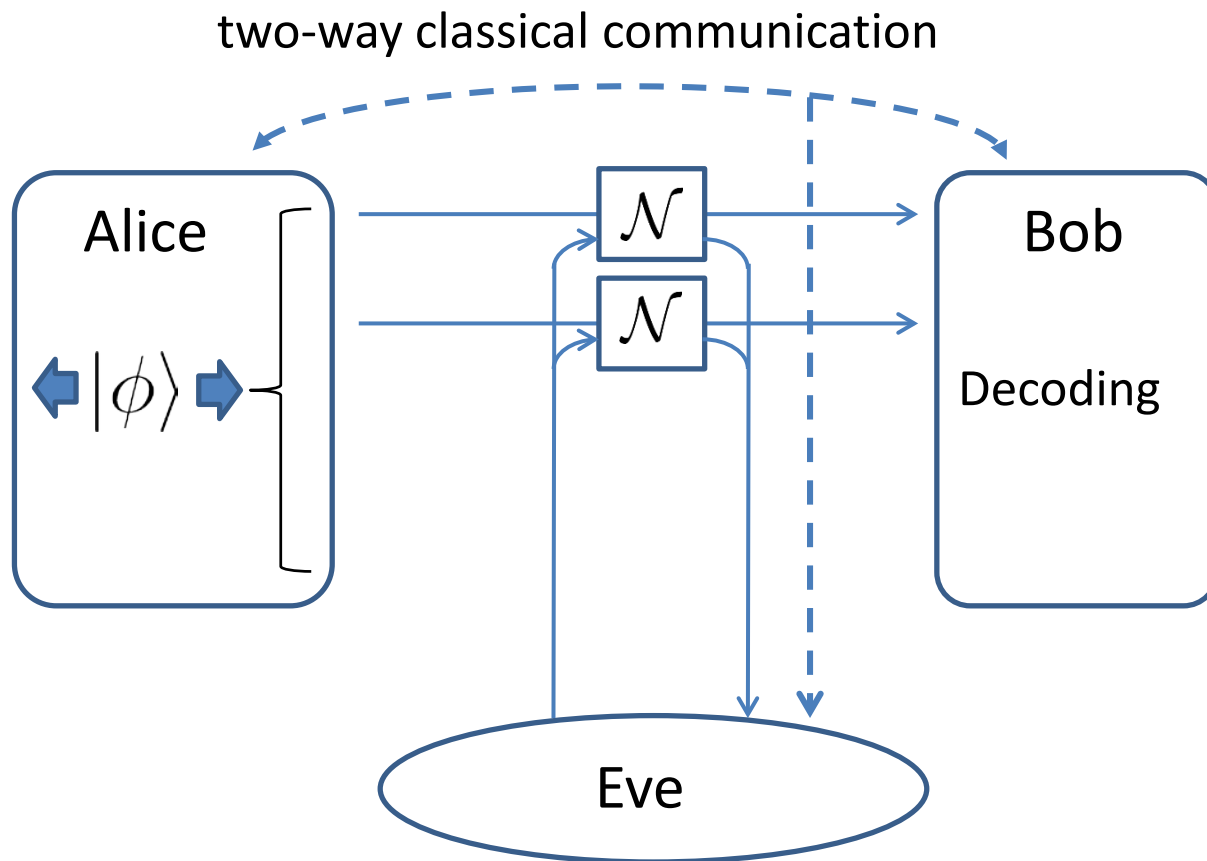 two-way classical communication
Alice
𝒩
Bob
𝒩
|ϕ⟩
Decoding
Eve